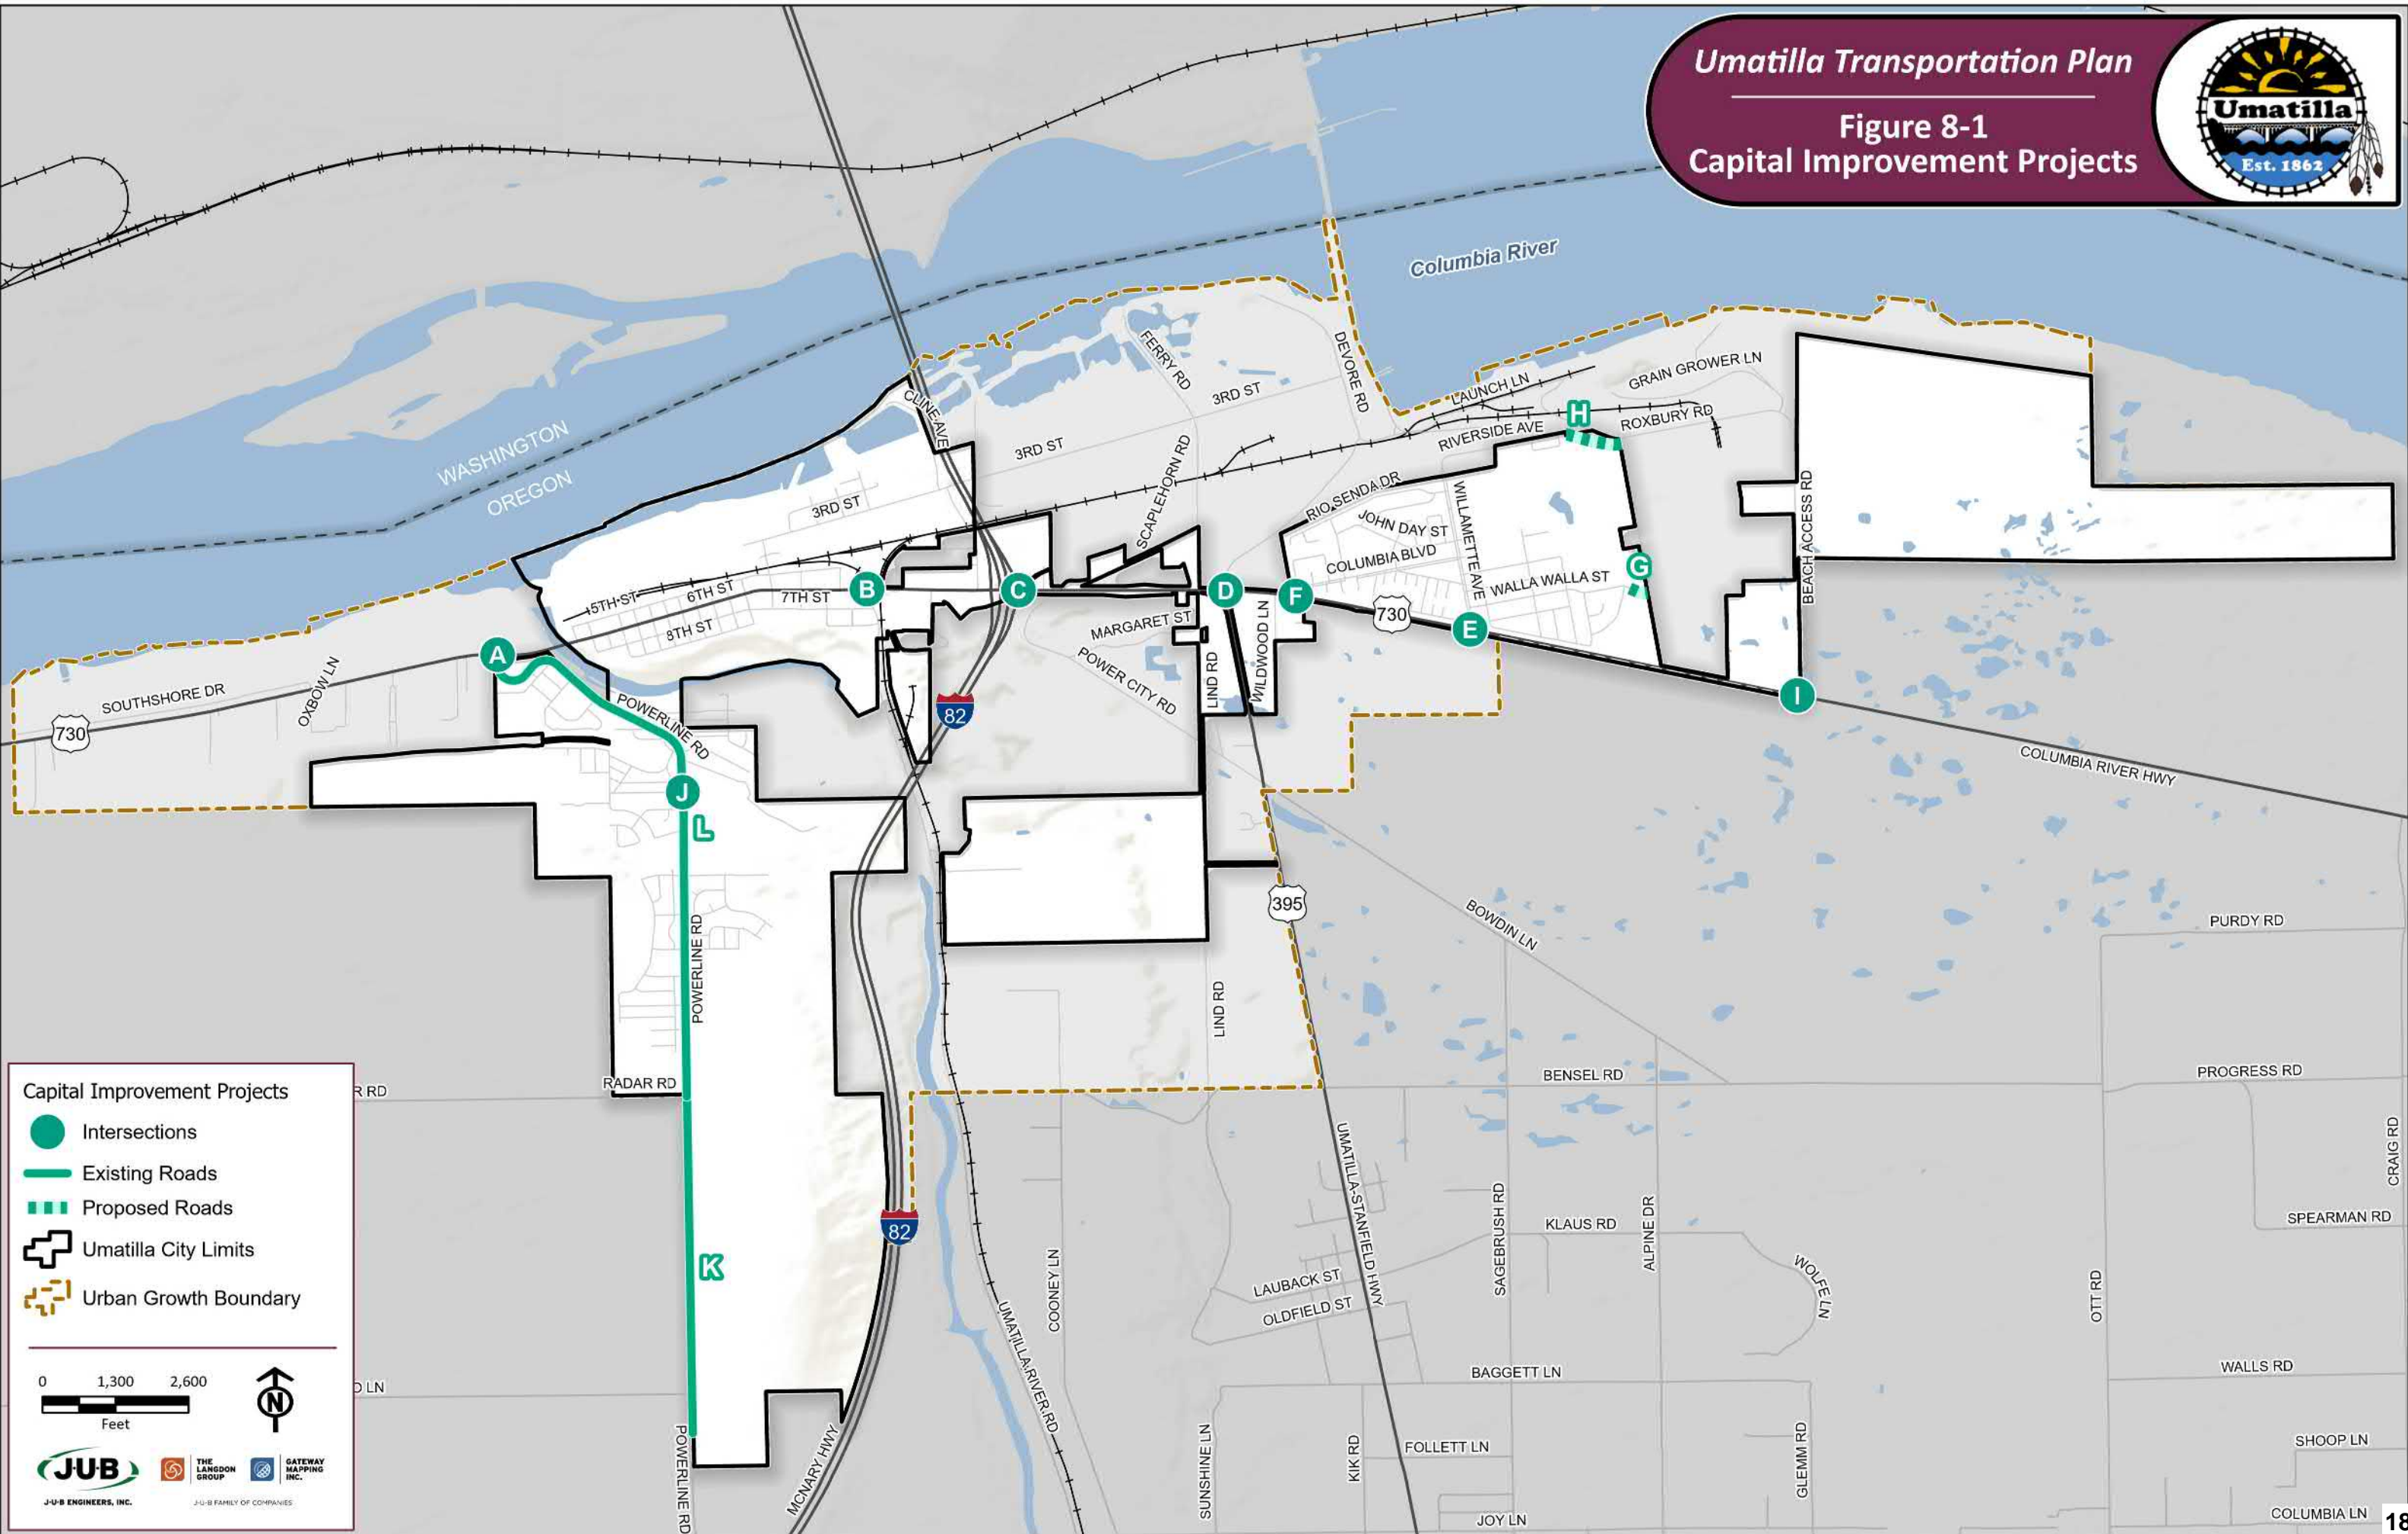 Umatilla Transportation Plan
Figure 8-1
Capital Improvement Projects
Umatilla
Est. 1862
Columbia River
WASHINGTON
OREGON
CLINE AVE
FERRY RD
3RD ST
DEVORE RD
LAUNCH LN
GRAIN GROWER LN
H
RIVERSIDE AVE
ROXBURY RD
3RD ST
SCAPLEHORN RD
3RD ST
RIO SENDA DR
JOHN DAY ST
WILLAMETTE AVE
COLUMBIA BLVD
WALLA WALLA ST
G
BEACH ACCESS RD
5TH ST
6TH ST
7TH ST
8TH ST
B
C
D
F
730
E
MARGARET ST
LIND RD
WILDWOOD LN
POWER CITY RD
A
SOUTHSHORE DR
OXBOW LN
730
POWERLINE RD
82
I
COLUMBIA RIVER HWY
J
L
POWERLINE RD
395
BOWDIN LN
PURDY RD
LIND RD
R RD
RADAR RD
BENSEL RD
PROGRESS RD
CRAIG RD
UMATILLA-STANFIELD HWY
SAGEBRUSH RD
KLAUS RD
ALPINE DR
SPEARMAN RD
82
K
COONEY LN
LAUBACK ST
OLDFIELD ST
WOLFE LN
OTT RD
UMATILLA RIVER RD
D LN
BAGGETT LN
WALLS RD
POWERLINE RD
MCNARY HWY
SUNSHINE LN
KIK RD
FOLLETT LN
GLEMM RD
SHOOP LN
JOY LN
COLUMBIA LN
18
Capital Improvement Projects
Intersections
Existing Roads
Proposed Roads
Umatilla City Limits
Urban Growth Boundary
0 1,300 2,600
Feet
N
J·U·B
J·U·B ENGINEERS, INC.
THE
LANGDON
GROUP
GATEWAY
MAPPING
INC.
J·U·B FAMILY OF COMPANIES